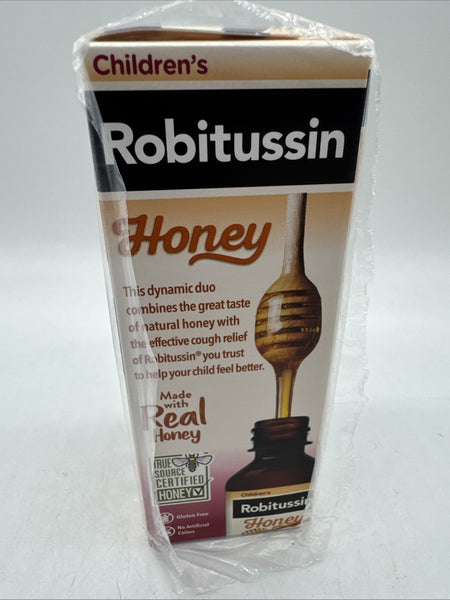 Children's
Robitussin
Honey
This dynamic duo
combines the great taste
of natural honey with
the effective cough relief
of Robitussin® you trust
to help your child feel better.
Made
with
Real
Honey
TRUE
SOURCE
CERTIFIED
HONEY
Gluten Free
No Artificial
Colors
Children's
Robitussin
Honey